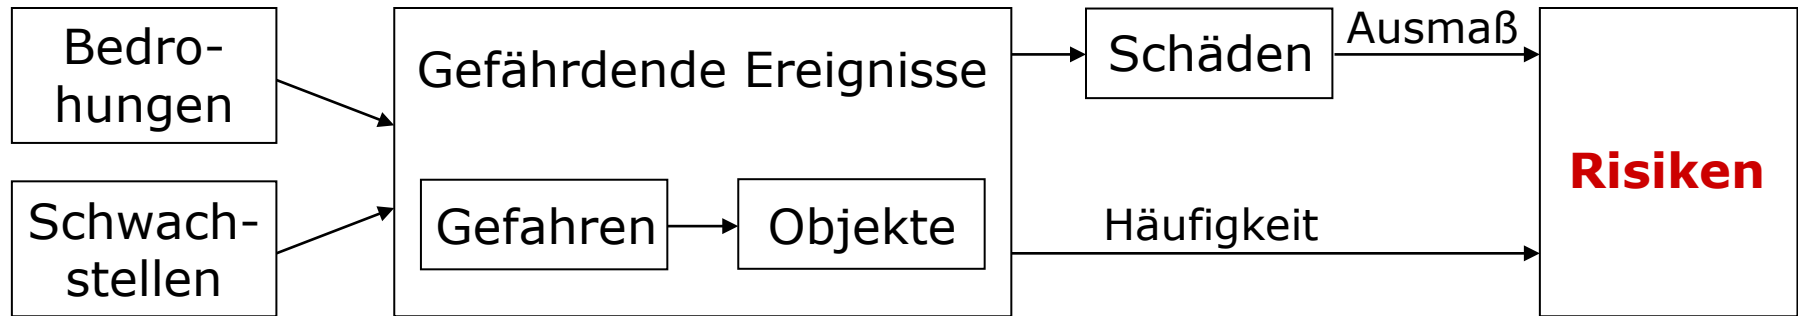 Bedro-
hungen
Schwach-
stellen
Gefährdende Ereignisse
Gefahren
Objekte
Schäden
Ausmaß
Häufigkeit
Risiken